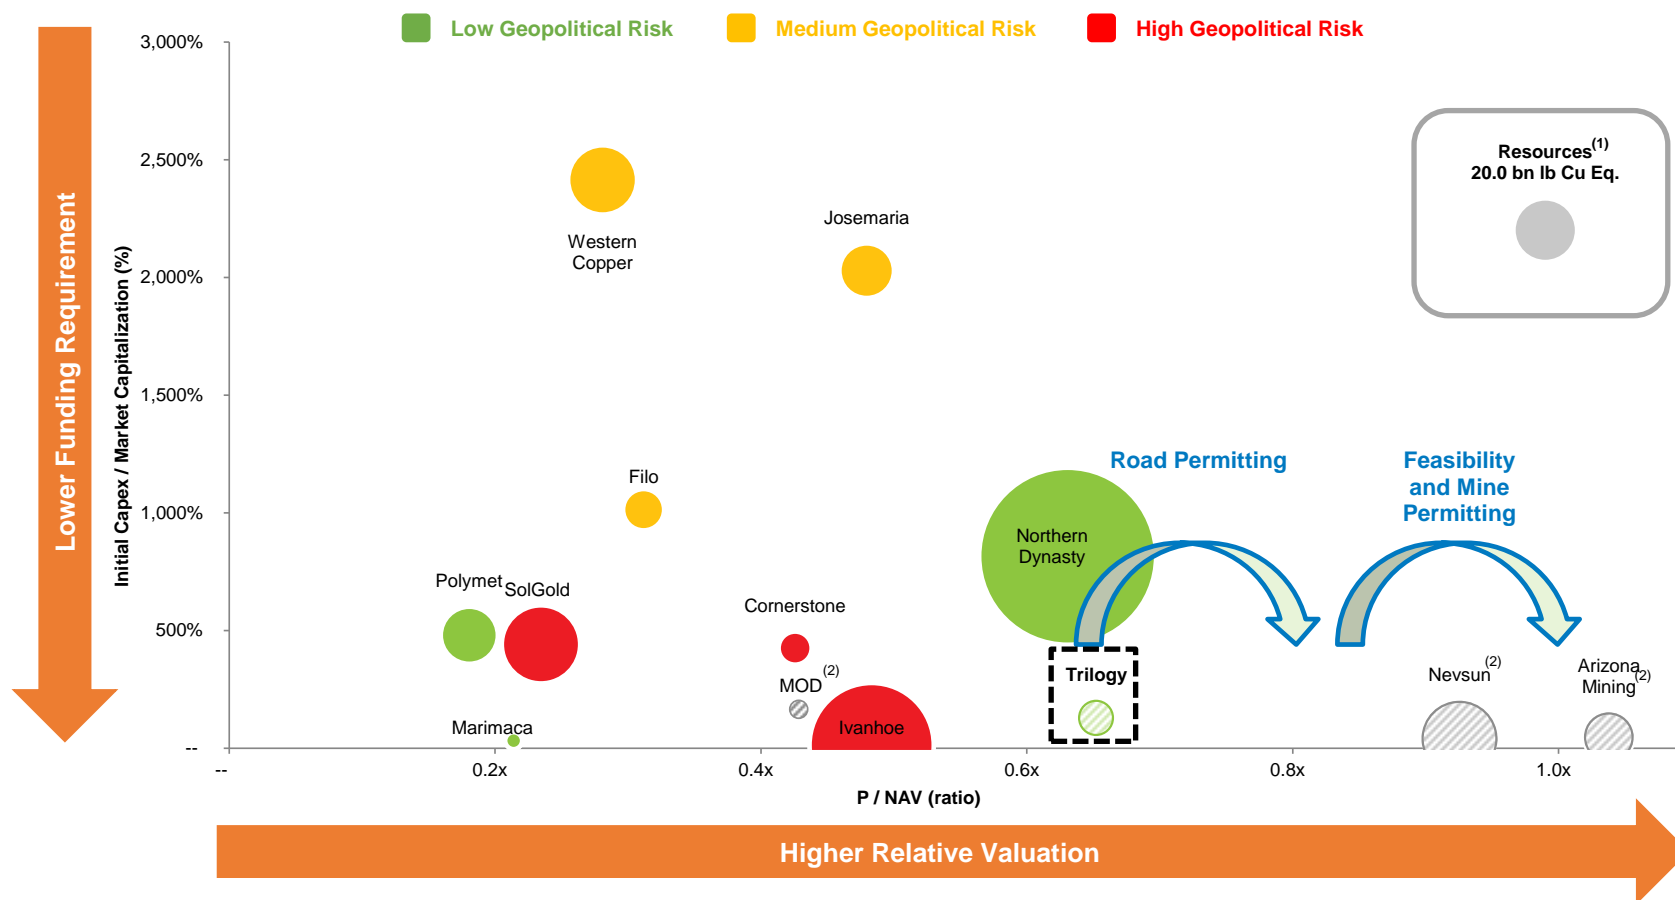 Low Geopolitical Risk
Medium Geopolitical Risk
High Geopolitical Risk
Lower Funding Requirement
Initial Capex / Market Capitalization (%)
3,000%
2,500%
2,000%
1,500%
1,000%
500%
--
Resources(1)
20.0 bn lb Cu Eq.
Western
Copper
Josemaria
Filo
Northern
Dynasty
Road Permitting
Feasibility
and Mine
Permitting
Polymet
SolGold
Cornerstone
MOD(2)
Marimaca
Ivanhoe
Trilogy
Nevsun(2)
Arizona
Mining(2)
--
0.2x
0.4x
0.6x
0.8x
1.0x
P / NAV (ratio)
Higher Relative Valuation